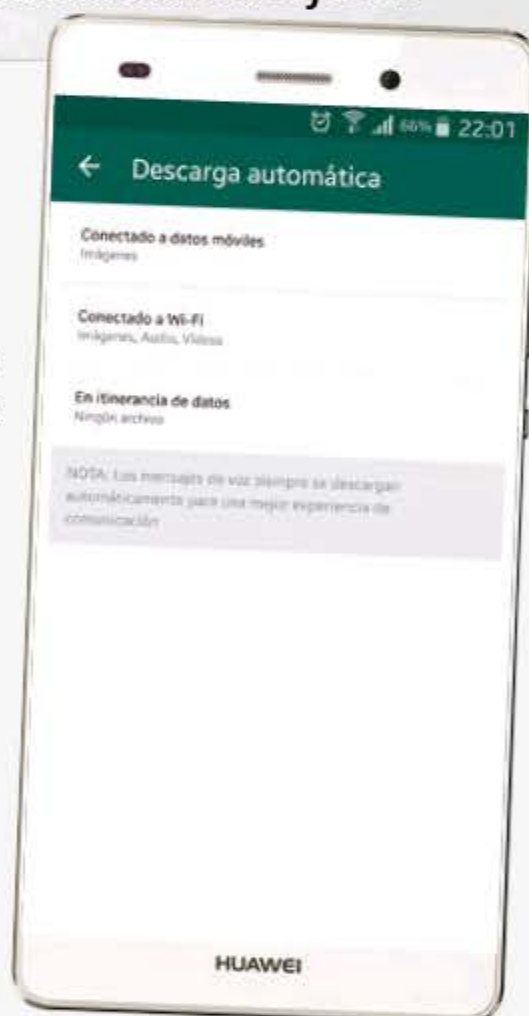 66% 22:01
Descarga automática
Conectado a datos móviles
Imágenes
Conectado a Wi-Fi
Imágenes, Audio, Videos
En itinerancia de datos
Ningún archivo
NOTA: Los mensajes de voz siempre se descargan
automáticamente para una mejor experiencia de
comunicación
HUAWEI